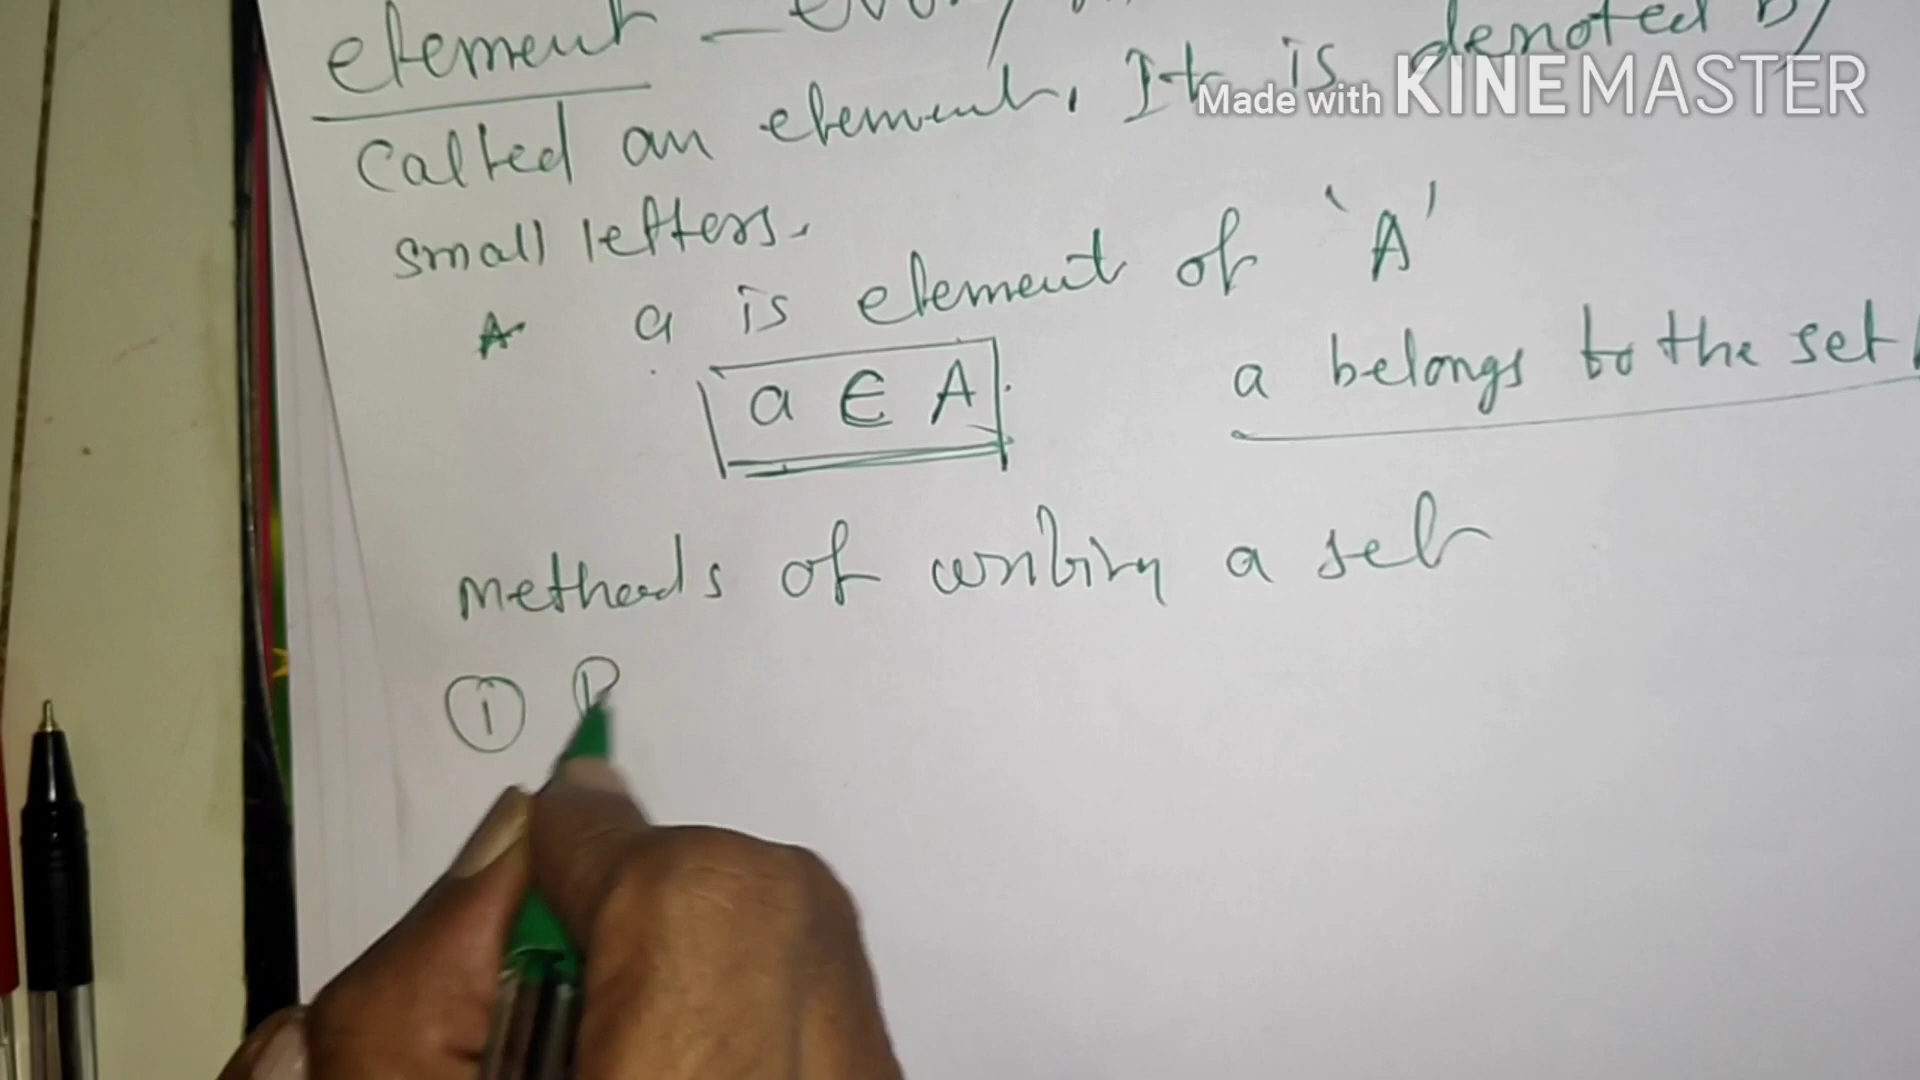 element –
called an element. It is denoted by
Made with KINEMASTER
small letters.
a is element of 'A'
a ∈ A. a belongs to the set
methods of writing a set
① R